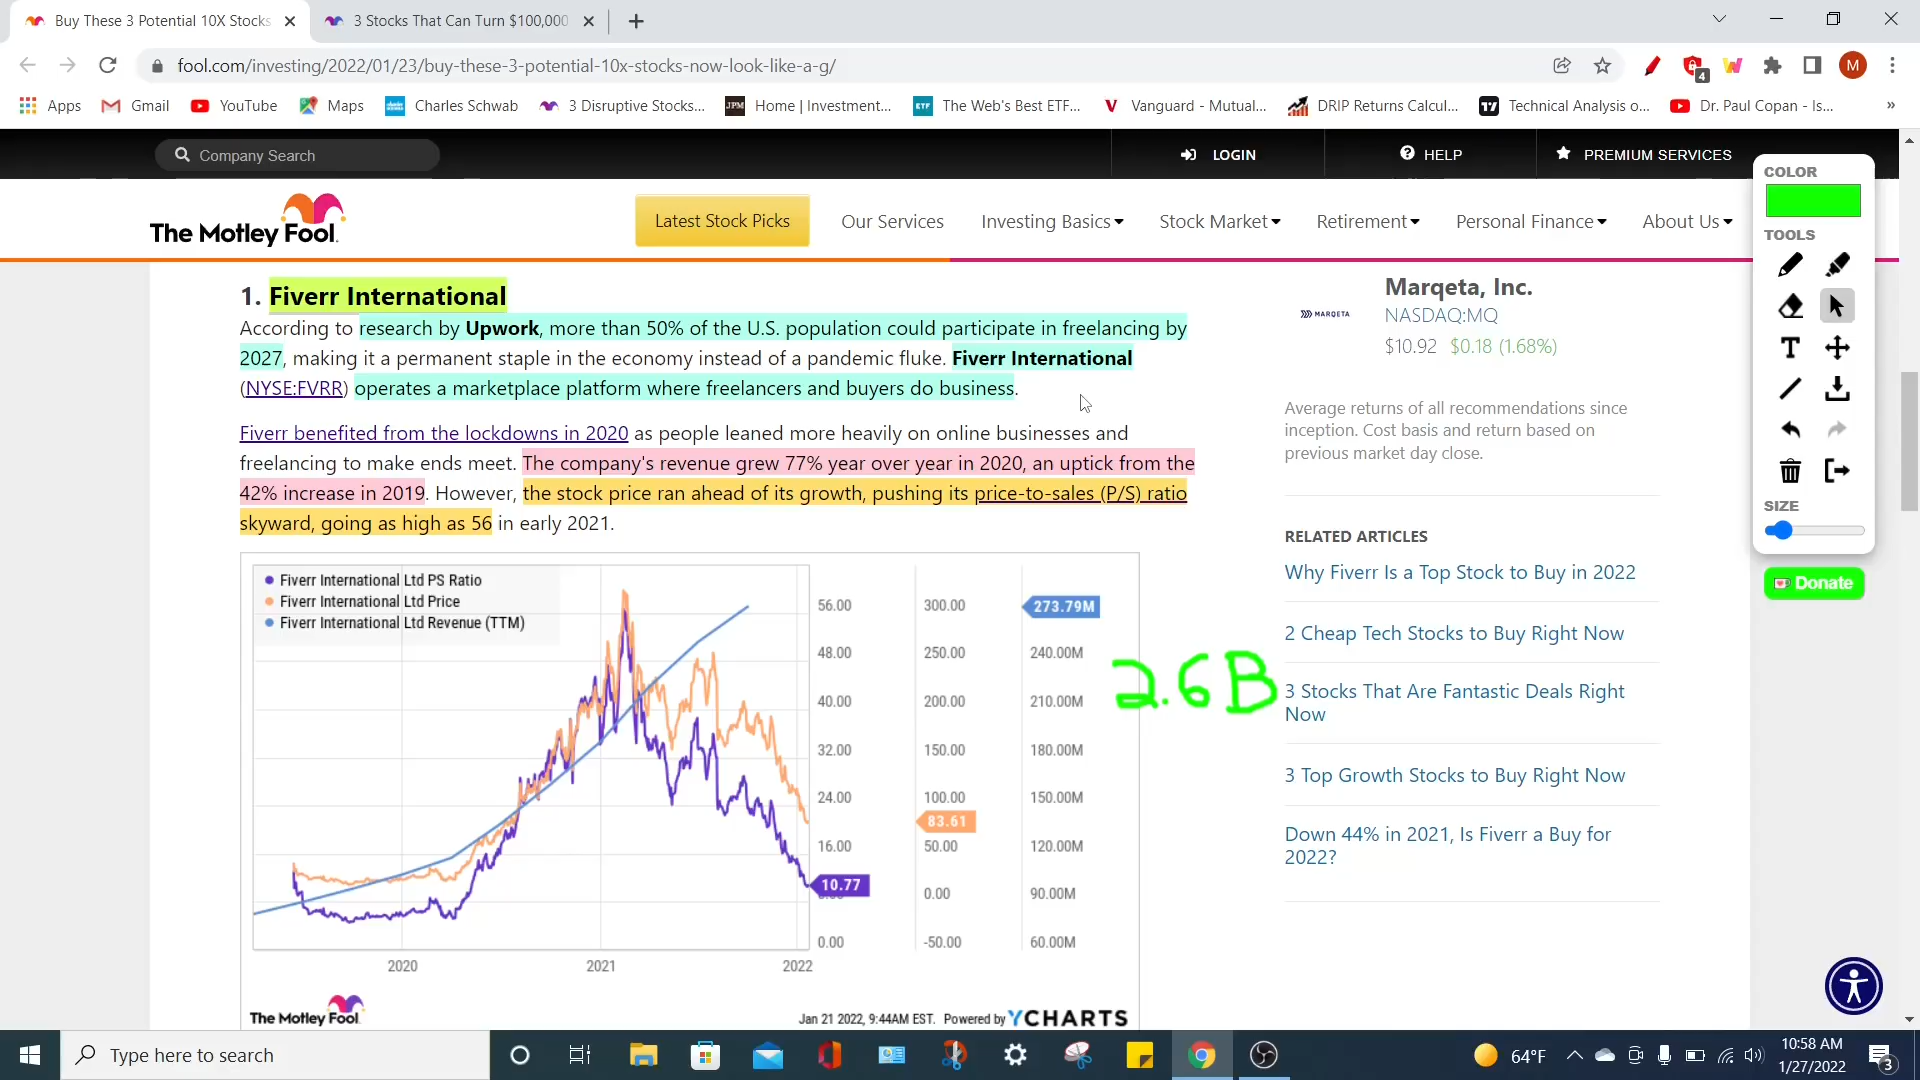 Buy These 3 Potential 10X Stocks
3 Stocks That Can Turn $100,000
fool.com/investing/2022/01/23/buy-these-3-potential-10x-stocks-now-look-like-a-g/
4
M
Apps
Gmail
YouTube
Maps
Charles Schwab
3 Disruptive Stocks...
JPM
Home | Investment...
ETF
The Web's Best ETF...
V
Vanguard - Mutual...
DRIP Returns Calcul...
Technical Analysis o...
Dr. Paul Copan - Is...
»
Company Search
LOGIN
HELP
PREMIUM SERVICES
The Motley Fool.
Latest Stock Picks
Our Services
Investing Basics
Stock Market
Retirement
Personal Finance
About Us
COLOR
TOOLS
T
SIZE
Donate
1. Fiverr International
According to research by Upwork, more than 50% of the U.S. population could participate in freelancing by
2027, making it a permanent staple in the economy instead of a pandemic fluke. Fiverr International
(NYSE:FVRR) operates a marketplace platform where freelancers and buyers do business.
Fiverr benefited from the lockdowns in 2020 as people leaned more heavily on online businesses and
freelancing to make ends meet. The company's revenue grew 77% year over year in 2020, an uptick from the
42% increase in 2019. However, the stock price ran ahead of its growth, pushing its price-to-sales (P/S) ratio
skyward, going as high as 56 in early 2021.
Fiverr International Ltd PS Ratio
Fiverr International Ltd Price
Fiverr International Ltd Revenue (TTM)
56.00
300.00
273.79M
48.00
250.00
240.00M
40.00
200.00
210.00M
32.00
150.00
180.00M
24.00
100.00
150.00M
83.61
16.00
50.00
120.00M
10.77
0.00
90.00M
0.00
-50.00
60.00M
2020
2021
2022
2.6B
The Motley Fool.
Jan 21 2022, 9:44AM EST. Powered by YCHARTS
MARQETA
Marqeta, Inc.
NASDAQ:MQ
$10.92 $0.18 (1.68%)
Average returns of all recommendations since
inception. Cost basis and return based on
previous market day close.
RELATED ARTICLES
Why Fiverr Is a Top Stock to Buy in 2022
2 Cheap Tech Stocks to Buy Right Now
3 Stocks That Are Fantastic Deals Right
Now
3 Top Growth Stocks to Buy Right Now
Down 44% in 2021, Is Fiverr a Buy for
2022?
Type here to search
64°F
10:58 AM
1/27/2022
3